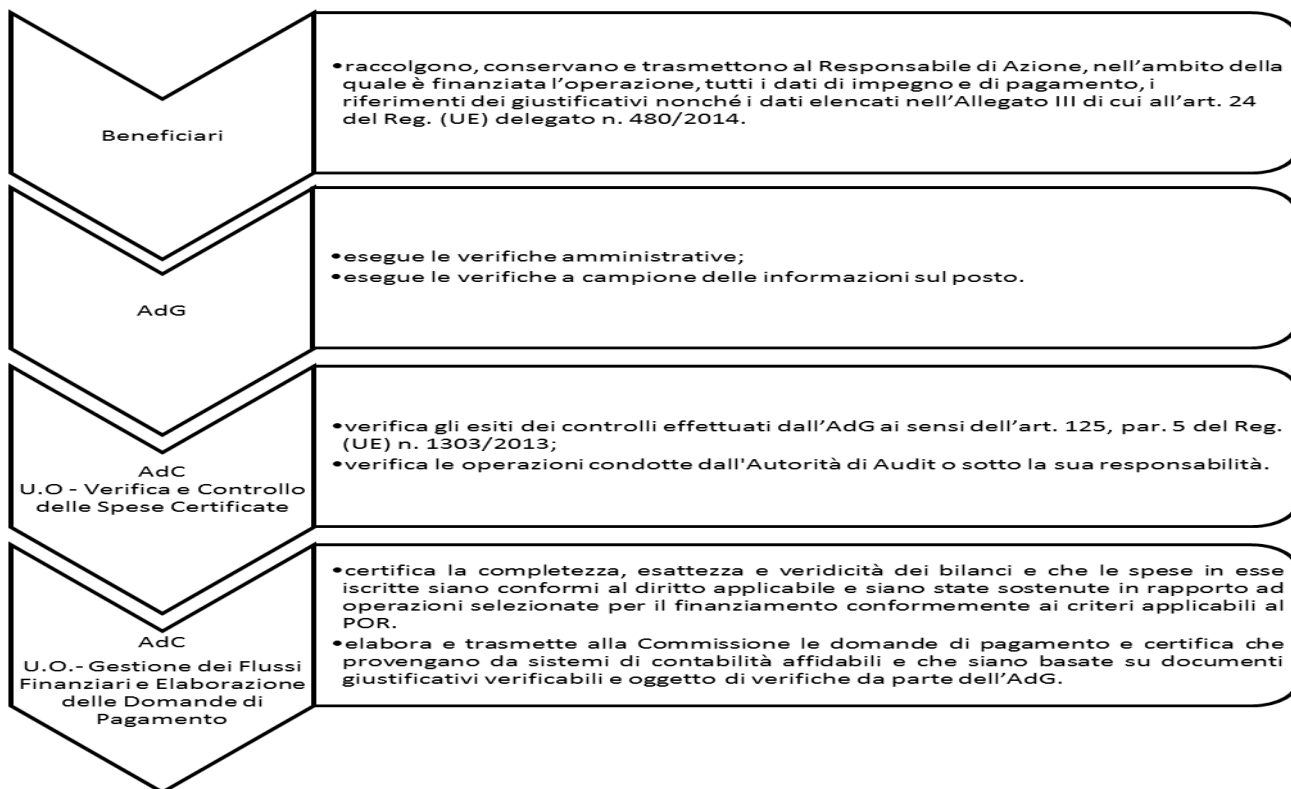 Beneficiari
•raccolgono, conservano e trasmettono al Responsabile di Azione, nell’ambito della
quale è finanziata l’operazione, tutti i dati di impegno e di pagamento, i
riferimenti dei giustificativi nonché i dati elencati nell’Allegato III di cui all’art. 24
del Reg. (UE) delegato n. 480/2014.
AdG
•esegue le verifiche amministrative;
•esegue le verifiche a campione delle informazioni sul posto.
AdC
U.O - Verifica e Controllo
delle Spese Certificate
•verifica gli esiti dei controlli effettuati dall’AdG ai sensi dell’art. 125, par. 5 del Reg.
(UE) n. 1303/2013;
•verifica le operazioni condotte dall'Autorità di Audit o sotto la sua responsabilità.
AdC
U.O.- Gestione dei Flussi
Finanziari e Elaborazione
delle Domande di
Pagamento
•certifica la completezza, esattezza e veridicità dei bilanci e che le spese in esse
iscritte siano conformi al diritto applicabile e siano state sostenute in rapporto ad
operazioni selezionate per il finanziamento conformemente ai criteri applicabili al
POR.
•elabora e trasmette alla Commissione le domande di pagamento e certifica che
provengano da sistemi di contabilità affidabili e che siano basate su documenti
giustificativi verificabili e oggetto di verifiche da parte dell’AdG.